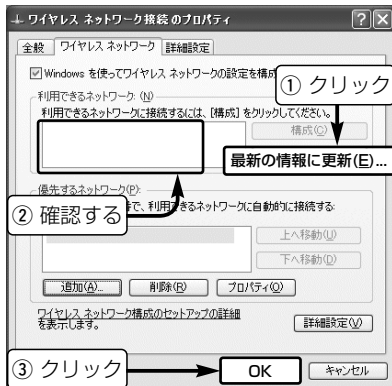 ワイヤレス ネットワーク接続 のプロパティ
全般 ワイヤレス ネットワーク 詳細設定
Windows を使ってワイヤレス ネットワークの設定を構成
① クリック
利用できるネットワーク:(N)
利用できるネットワークに接続するには、[構成] をクリックしてください。
構成(C)
最新の情報に更新(E)...
優先するネットワーク(P):
② 確認する
で、利用できるネットワークに自動的に接続する:
上へ移動(U)
下へ移動(D)
追加(A)... 削除(R) プロパティ(O)
ワイヤレス ネットワーク構成のセットアップの詳細
を表示します。
詳細設定(V)
③ クリック
OK キャンセル